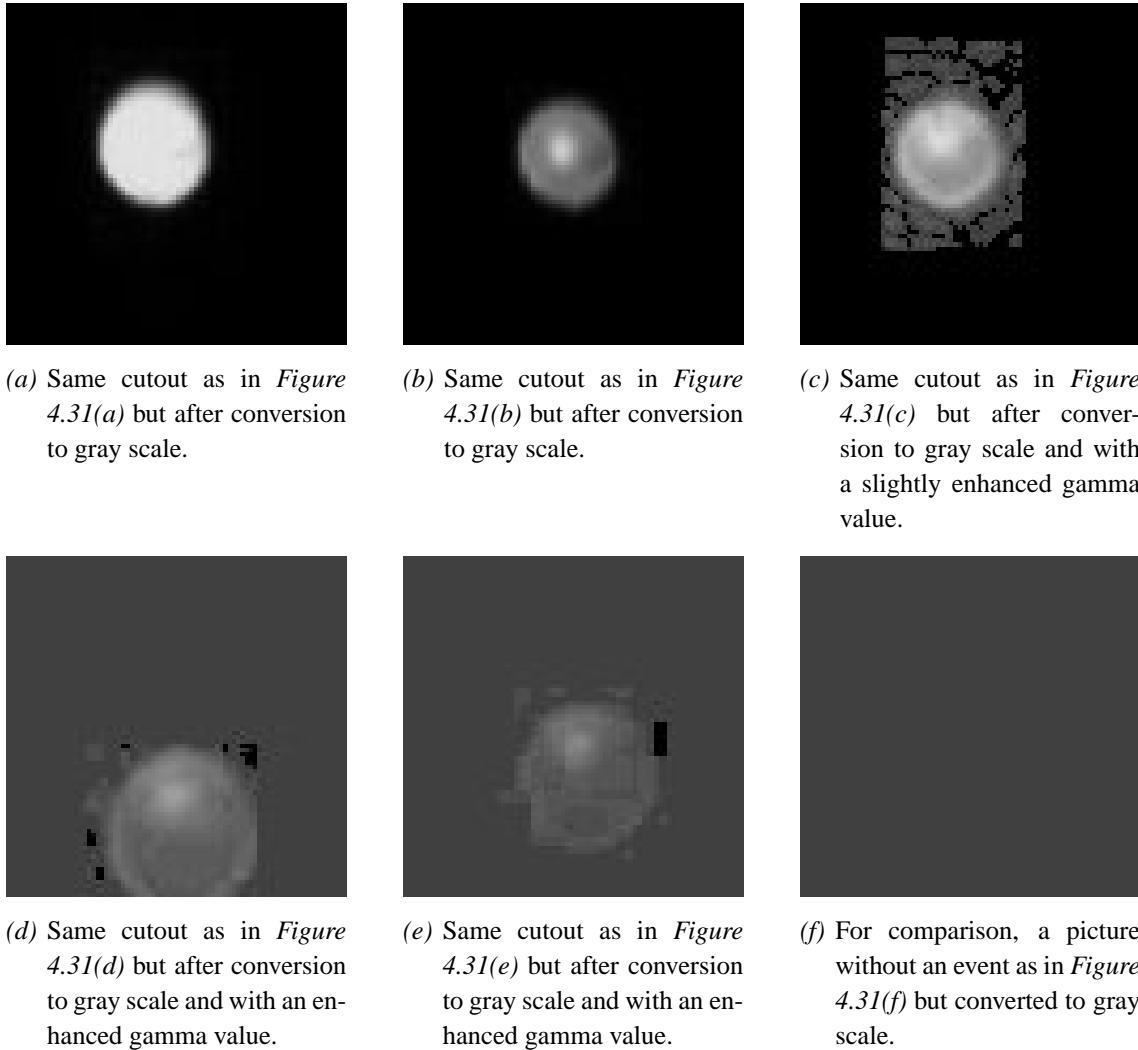 (a) Same cutout as in Figure
4.31(a) but after conversion
to gray scale.
(b) Same cutout as in Figure
4.31(b) but after conversion
to gray scale.
(c) Same cutout as in Figure
4.31(c) but after conver-
sion to gray scale and with
a slightly enhanced gamma
value.
(d) Same cutout as in Figure
4.31(d) but after conversion
to gray scale and with an en-
hanced gamma value.
(e) Same cutout as in Figure
4.31(e) but after conversion
to gray scale and with an en-
hanced gamma value.
(f) For comparison, a picture
without an event as in Figure
4.31(f) but converted to gray
scale.